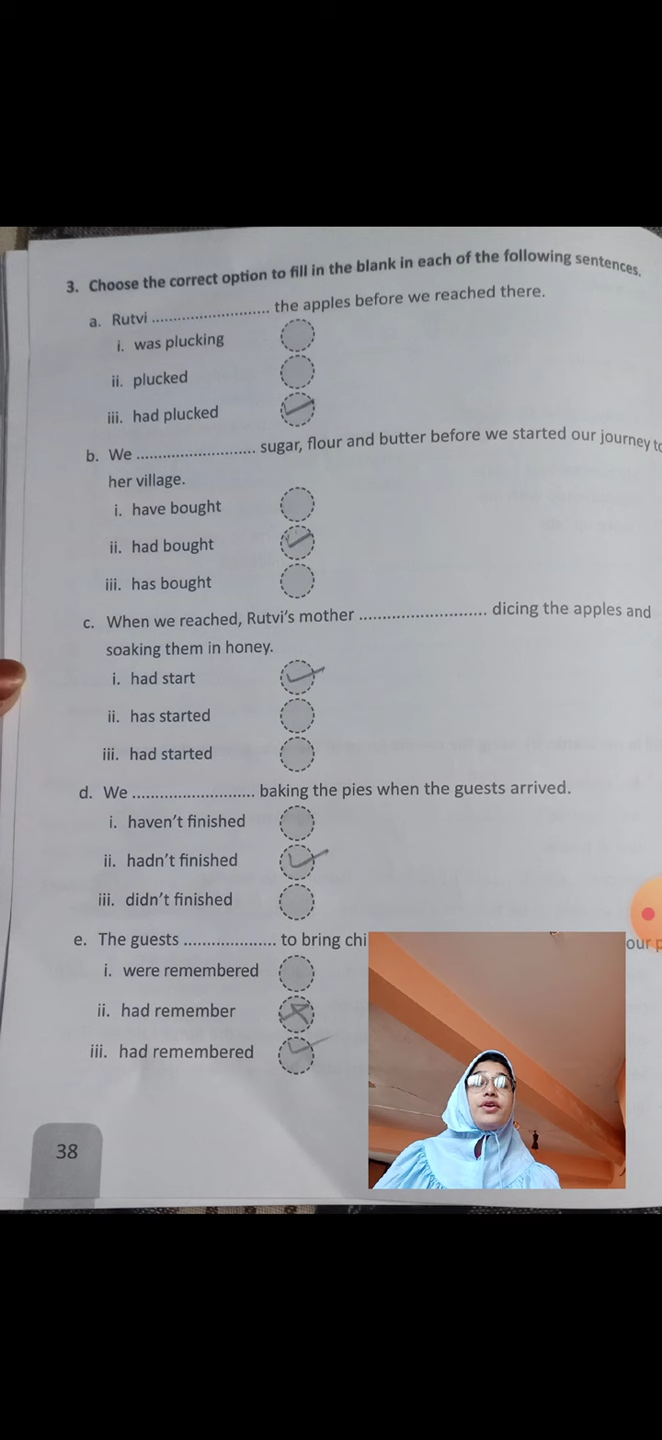 3. Choose the correct option to fill in the blank in each of the following sentences.
a. Rutvi .......................... the apples before we reached there.
i. was plucking
ii. plucked
iii. had plucked
b. We .......................... sugar, flour and butter before we started our journey to
her village.
i. have bought
ii. had bought
iii. has bought
c. When we reached, Rutvi's mother .......................... dicing the apples and
soaking them in honey.
i. had start
ii. has started
iii. had started
d. We .......................... baking the pies when the guests arrived.
i. haven't finished
ii. hadn't finished
iii. didn't finished
e. The guests .................... to bring chi our p
i. were remembered
ii. had remember
iii. had remembered
38